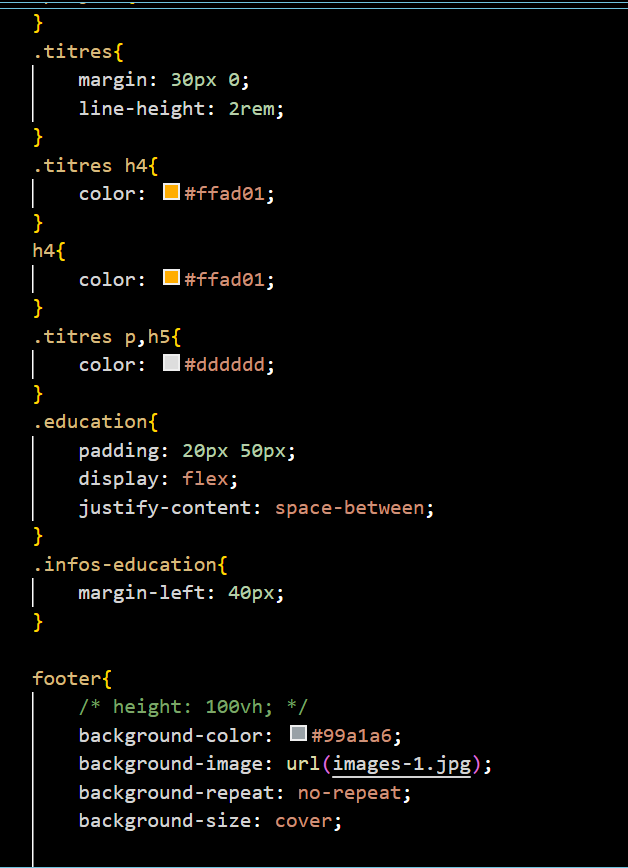 }
.titres{
    margin: 30px 0;
    line-height: 2rem;
}
.titres h4{
    color: #ffad01;
}
h4{
    color: #ffad01;
}
.titres p,h5{
    color: #dddddd;
}
.education{
    padding: 20px 50px;
    display: flex;
    justify-content: space-between;
}
.infos-education{
    margin-left: 40px;
}

footer{
    /* height: 100vh; */
    background-color: #99a1a6;
    background-image: url(images-1.jpg);
    background-repeat: no-repeat;
    background-size: cover;